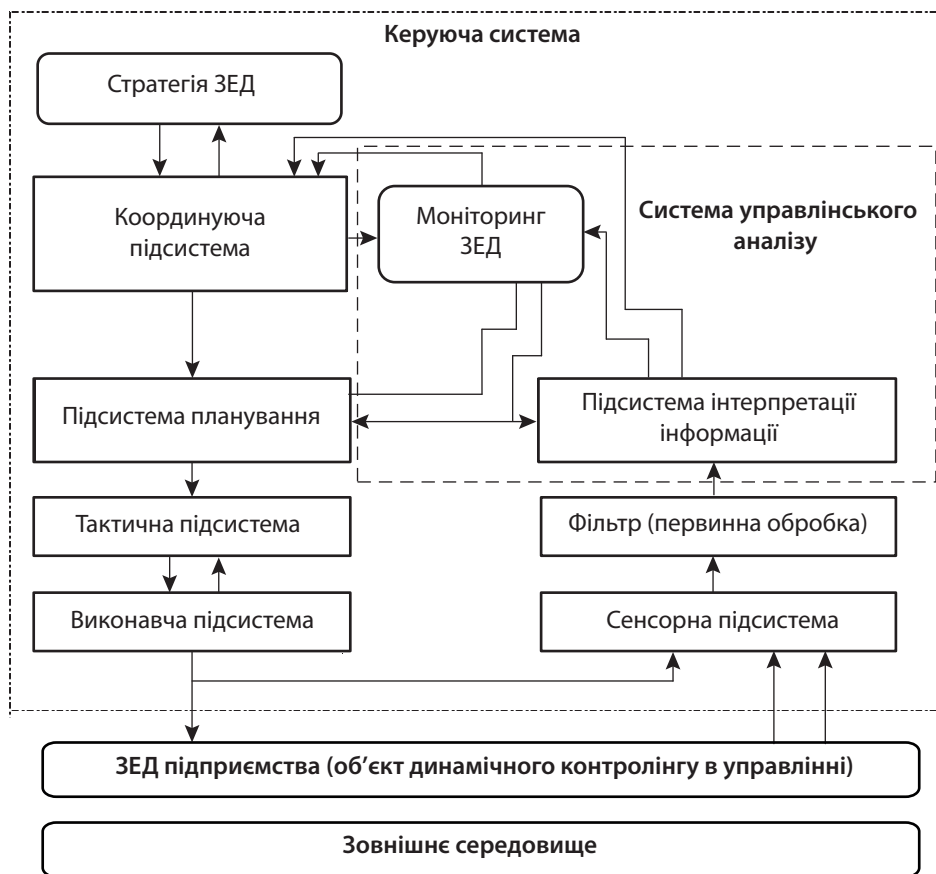 Керуюча система
Стратегія ЗЕД
Координуюча
підсистема
Моніторинг
ЗЕД
Система управлінського
аналізу
Підсистема планування
Підсистема інтерпретації
інформації
Тактична підсистема
Фільтр (первинна обробка)
Виконавча підсистема
Сенсорна підсистема
ЗЕД підприємства (об’єкт динамічного контролінгу в управлінні)
Зовнішнє середовище